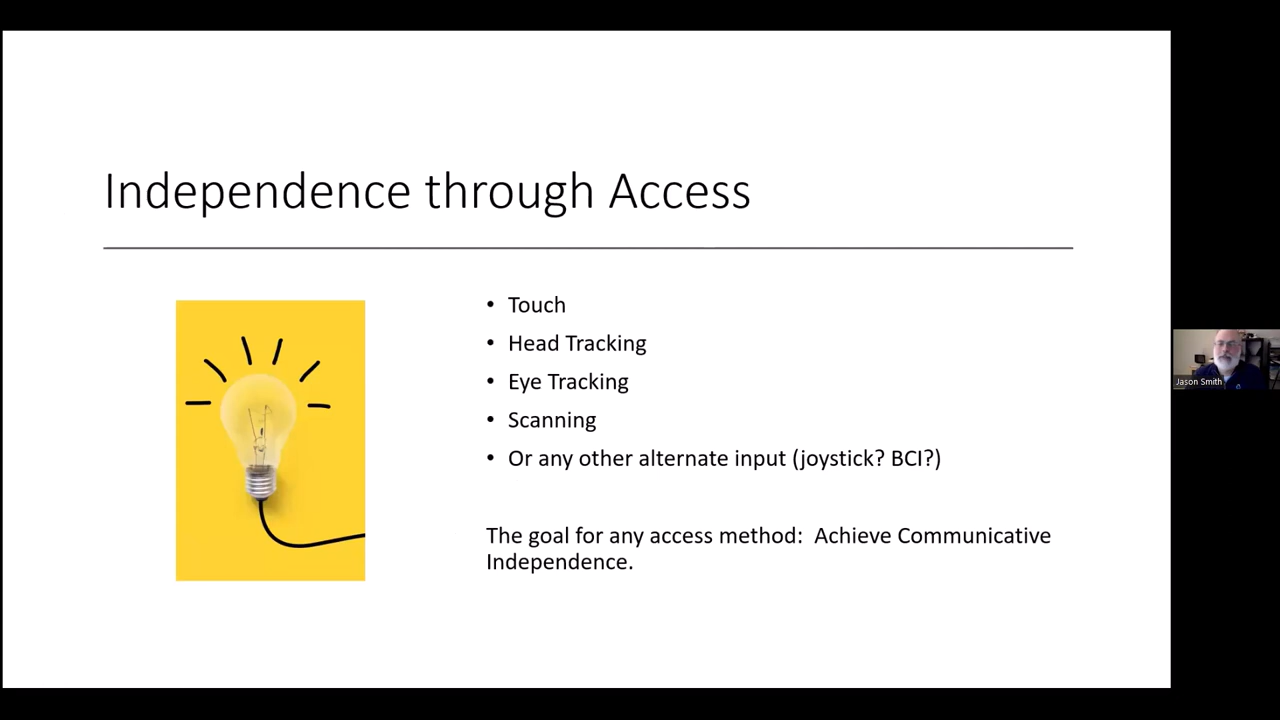 Independence through Access
• Touch
• Head Tracking
• Eye Tracking
• Scanning
• Or any other alternate input (joystick? BCI?)
The goal for any access method:  Achieve Communicative
Independence.
Jason Smith